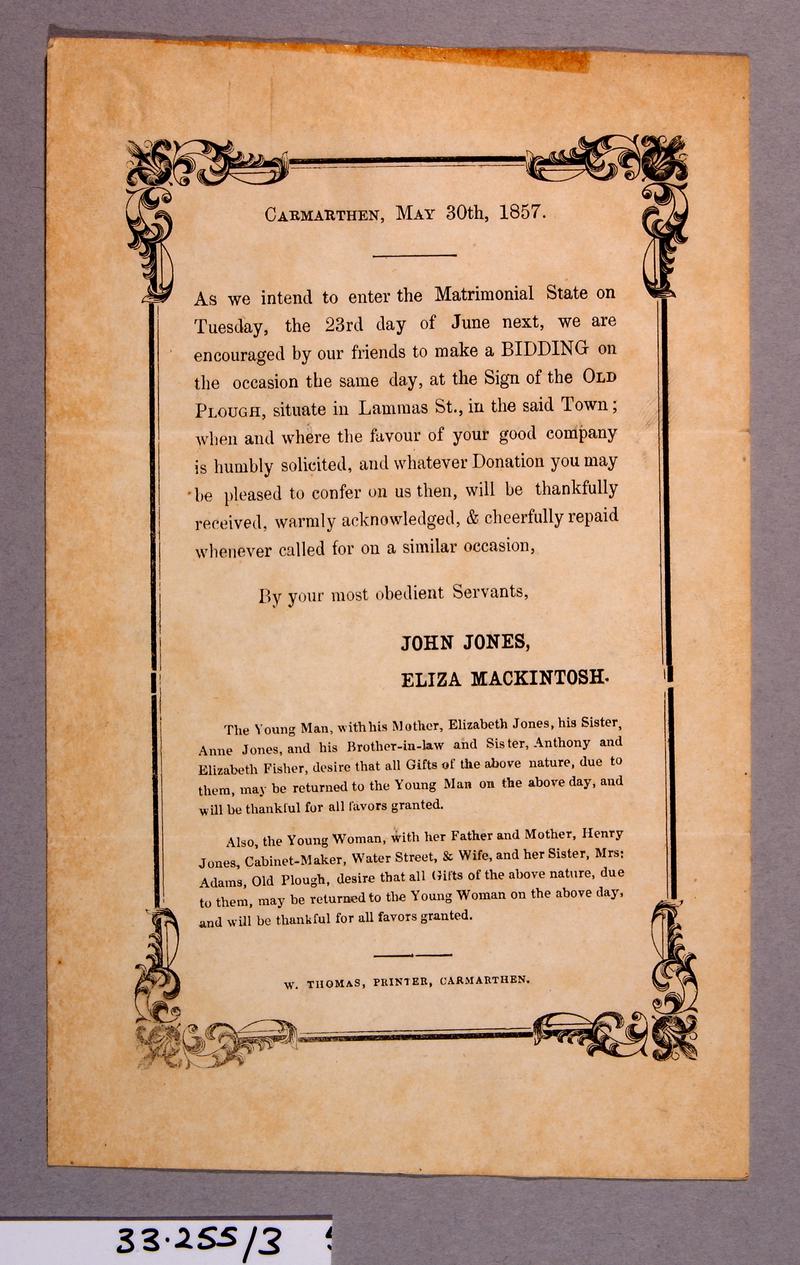 CARMARTHEN, MAY 30th, 1857.
As we intend to enter the Matrimonial State on
Tuesday, the 23rd day of June next, we are
encouraged by our friends to make a BIDDING on
the occasion the same day, at the Sign of the OLD
PLOUGH, situate in Lammas St., in the said Town;
when and where the favour of your good company
is humbly solicited, and whatever Donation you may
be pleased to confer on us then, will be thankfully
received, warmly acknowledged, & cheerfully repaid
whenever called for on a similar occasion,
By your most obedient Servants,
JOHN JONES,
ELIZA MACKINTOSH.
The Young Man, with his Mother, Elizabeth Jones, his Sister,
Anne Jones, and his Brother-in-law and Sister, Anthony and
Elizabeth Fisher, desire that all Gifts of the above nature, due to
them, may be returned to the Young Man on the above day, and
will be thankful for all favors granted.
Also, the Young Woman, with her Father and Mother, Henry
Jones, Cabinet-Maker, Water Street, & Wife, and her Sister, Mrs:
Adams, Old Plough, desire that all Gifts of the above nature, due
to them, may be returned to the Young Woman on the above day,
and will be thankful for all favors granted.
W. THOMAS, PRINTER, CARMARTHEN.
33.255/3